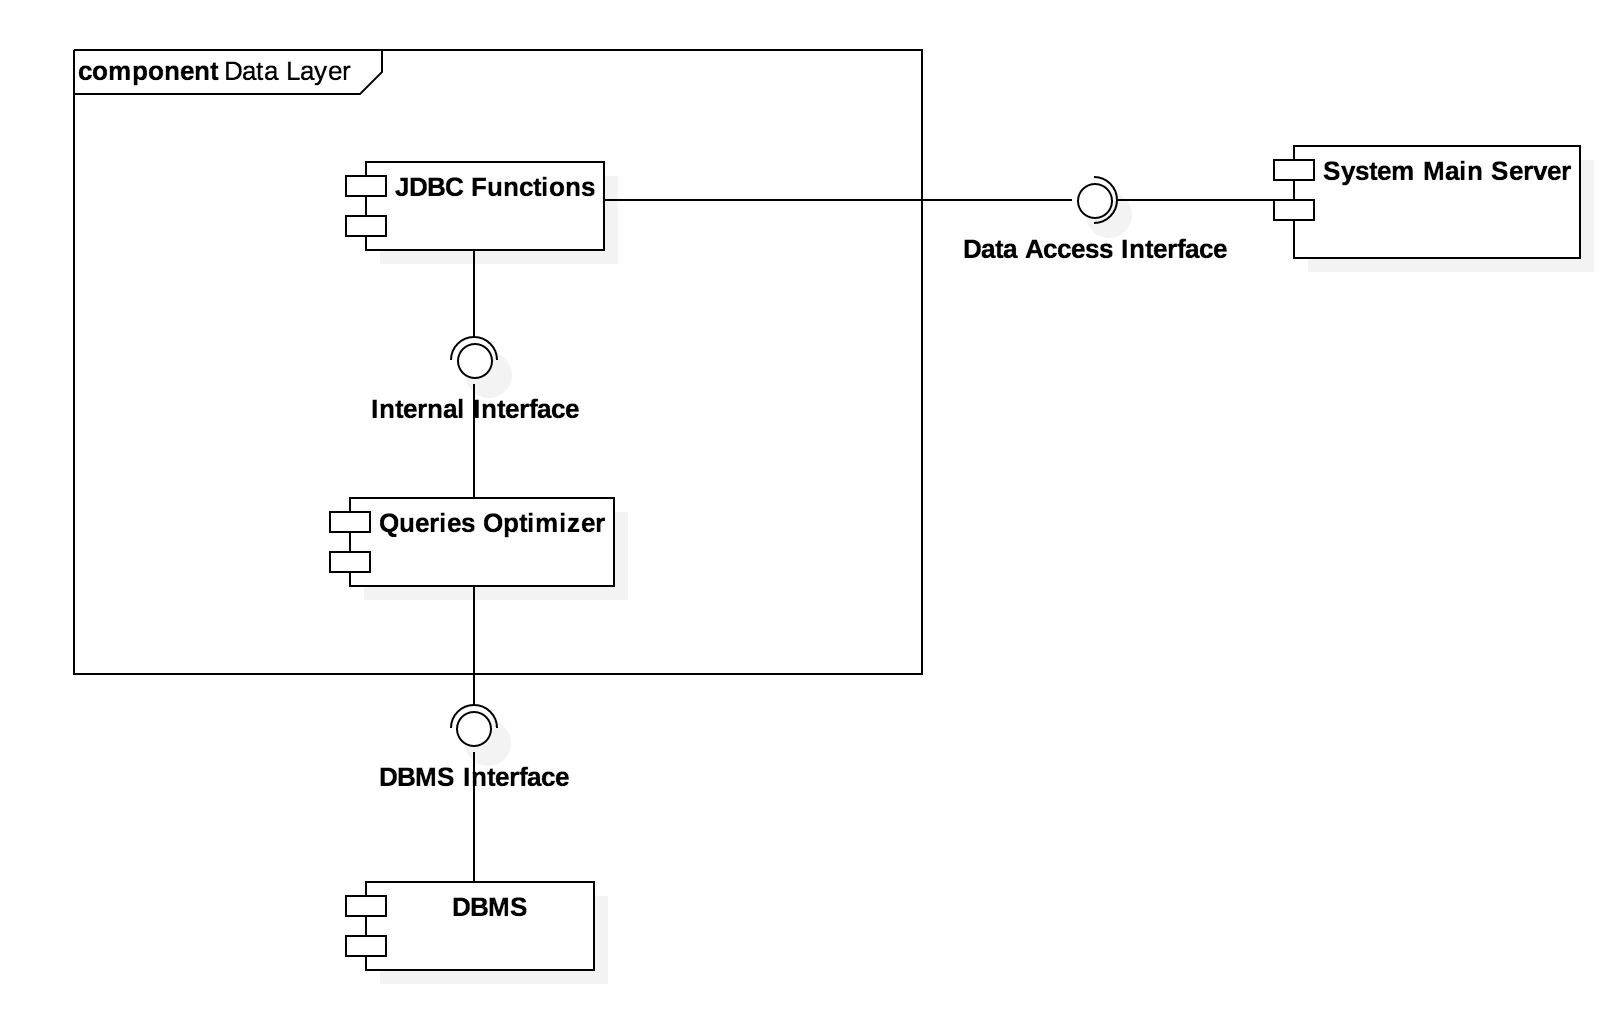 component Data Layer
JDBC Functions
System Main Server
Data Access Interface
Internal Interface
Queries Optimizer
DBMS Interface
DBMS